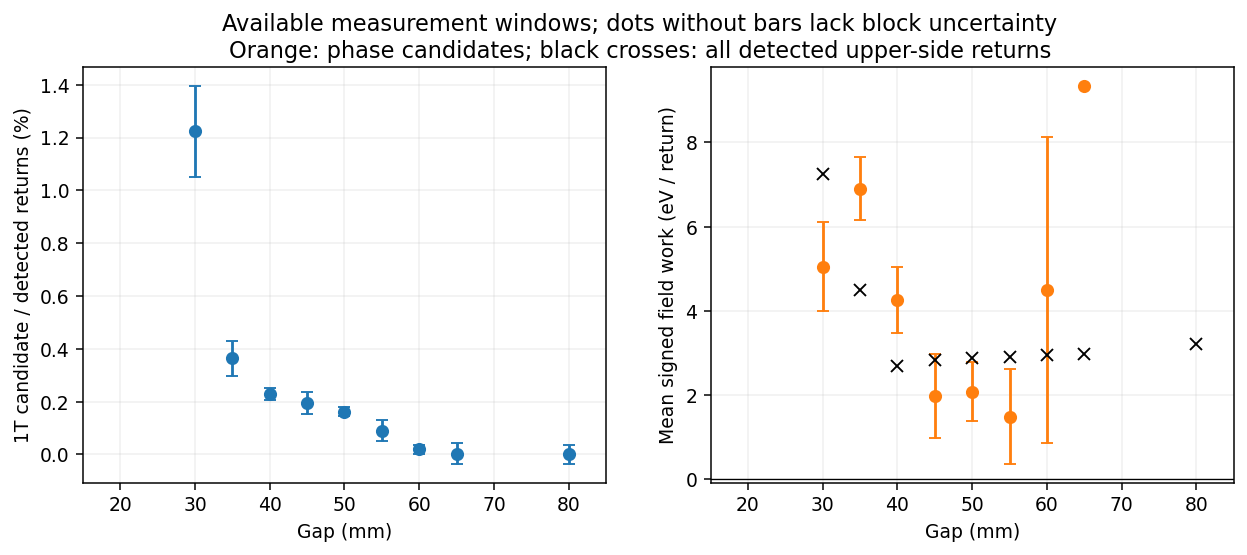 Available measurement windows; dots without bars lack block uncertainty
Orange: phase candidates; black crosses: all detected upper-side returns
1T candidate / detected returns (%)
1.4
1.2
1.0
0.8
0.6
0.4
0.2
0.0
20 30 40 50 60 70 80
Gap (mm)
Mean signed field work (eV / return)
8
6
4
2
0
20 30 40 50 60 70 80
Gap (mm)